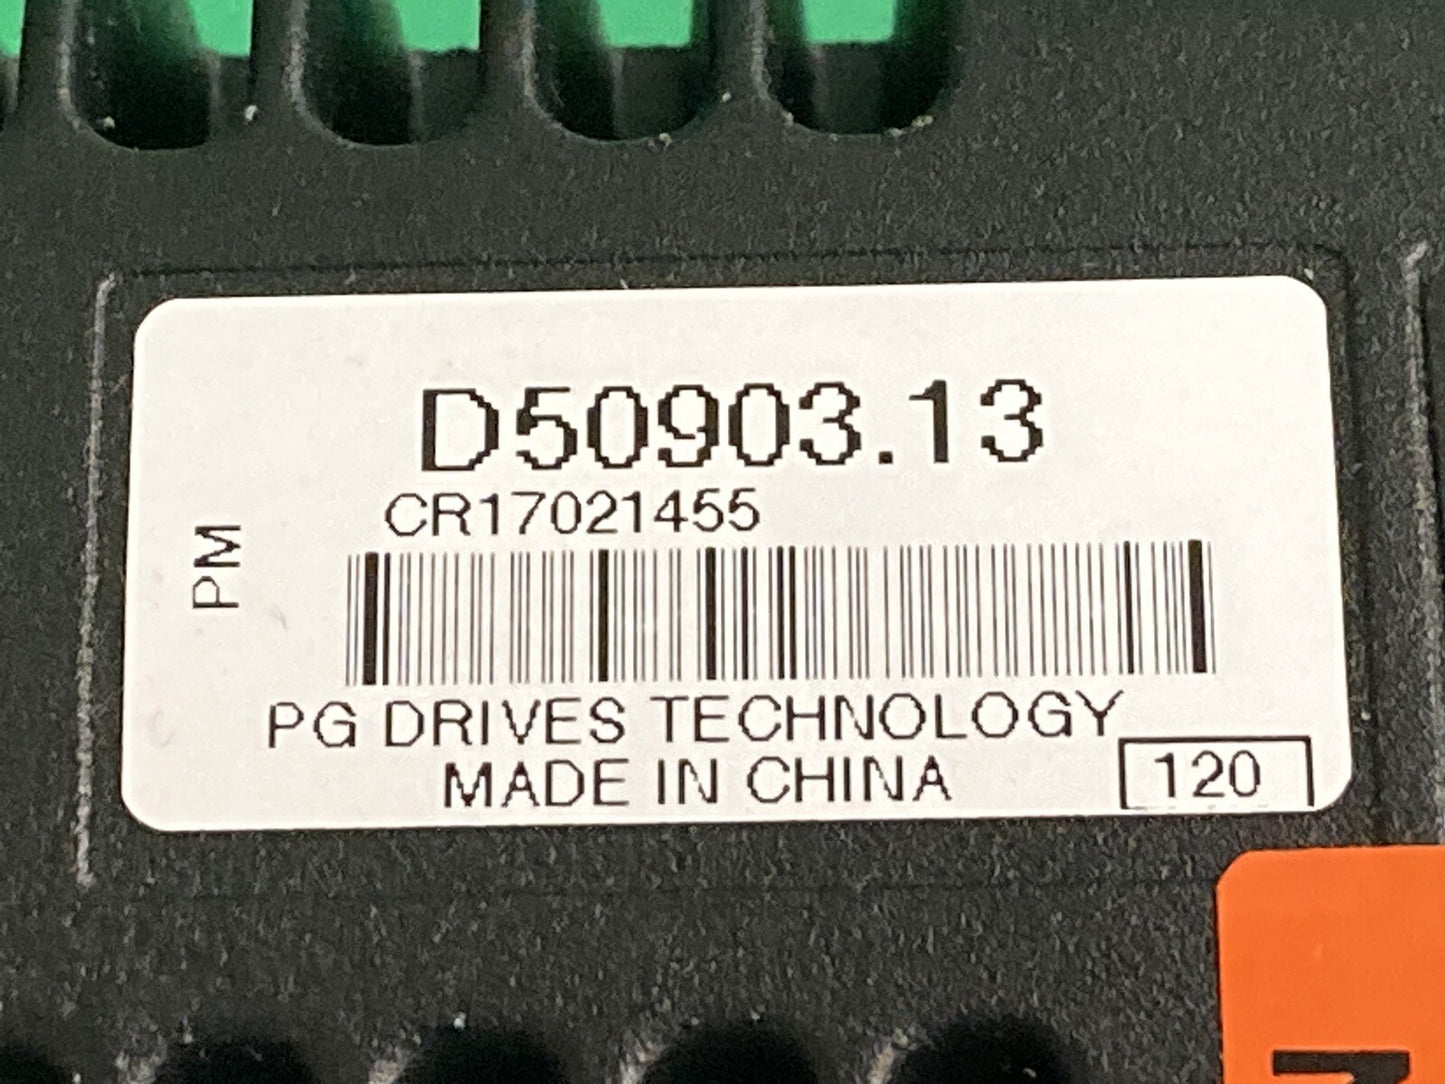 D50903.13
CR17021455
PM
PG DRIVES TECHNOLOGY
MADE IN CHINA
120